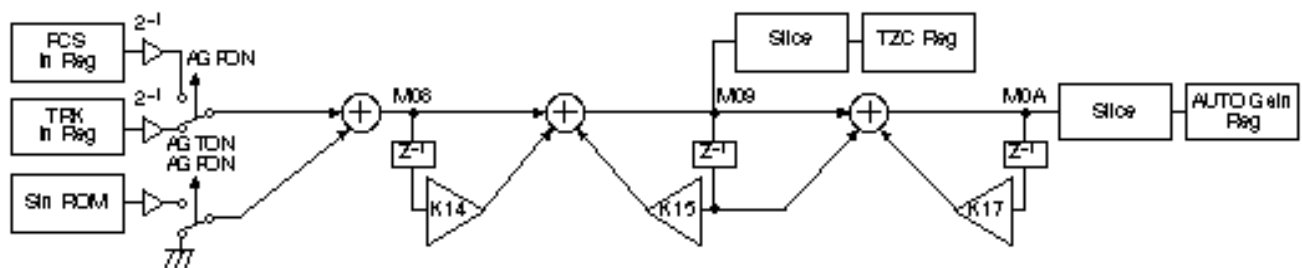 FCS
In Reg
2⁻¹
AG FON
TRK
In Reg
2⁻¹
AG TON
AG FON
Sin ROM
M08
Z⁻¹
K14
Slice
TZC Reg
M09
Z⁻¹
K15
M0A
Z⁻¹
K17
Slice
AUTO Gain
Reg